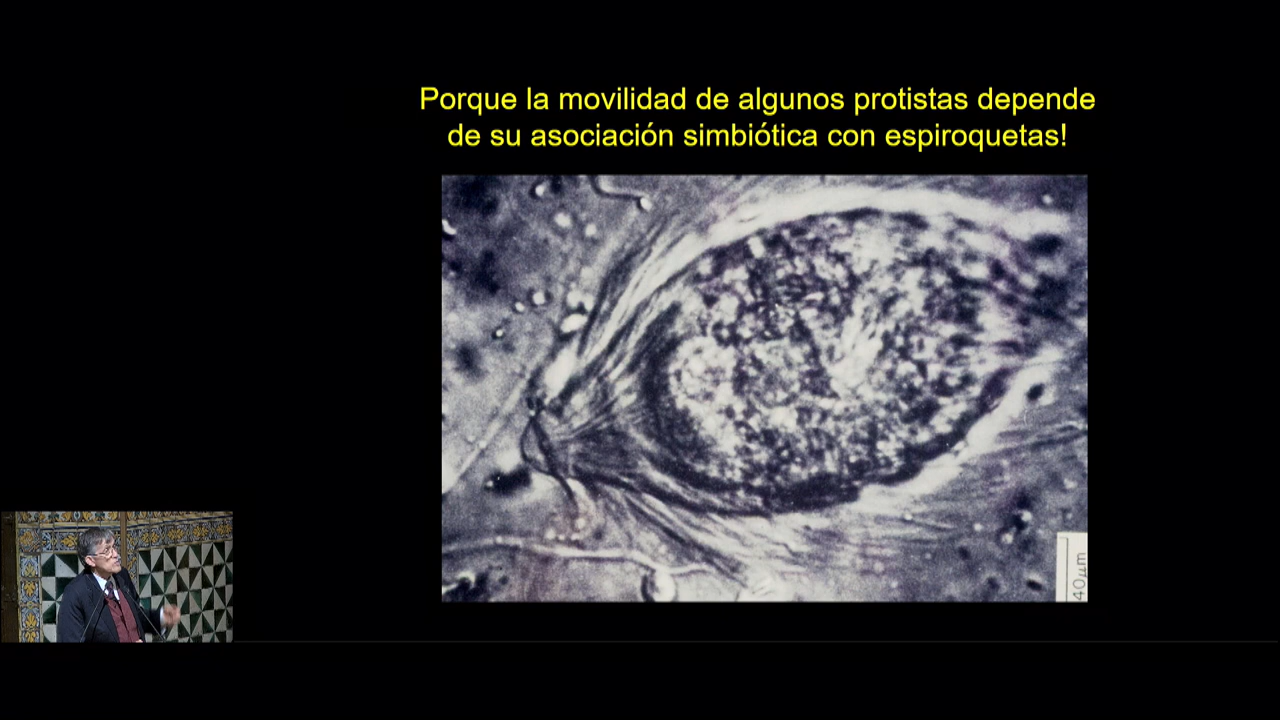 Porque la movilidad de algunos protistas depende
de su asociación simbiótica con espiroquetas!
40µm